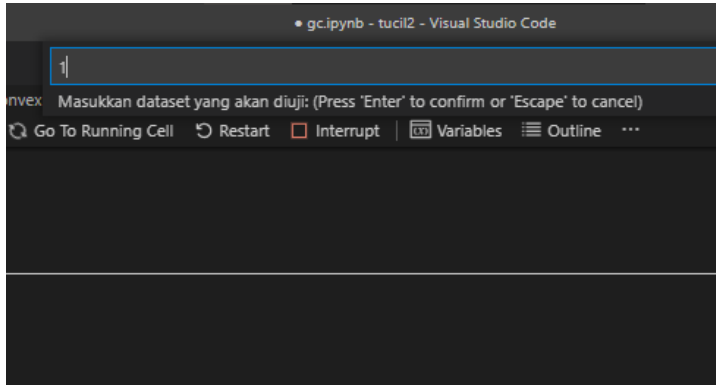 ● gc.ipynb - tucil2 - Visual Studio Code
1
nvex
Masukkan dataset yang akan diuji: (Press 'Enter' to confirm or 'Escape' to cancel)
Go To Running Cell Restart Interrupt Variables Outline ...